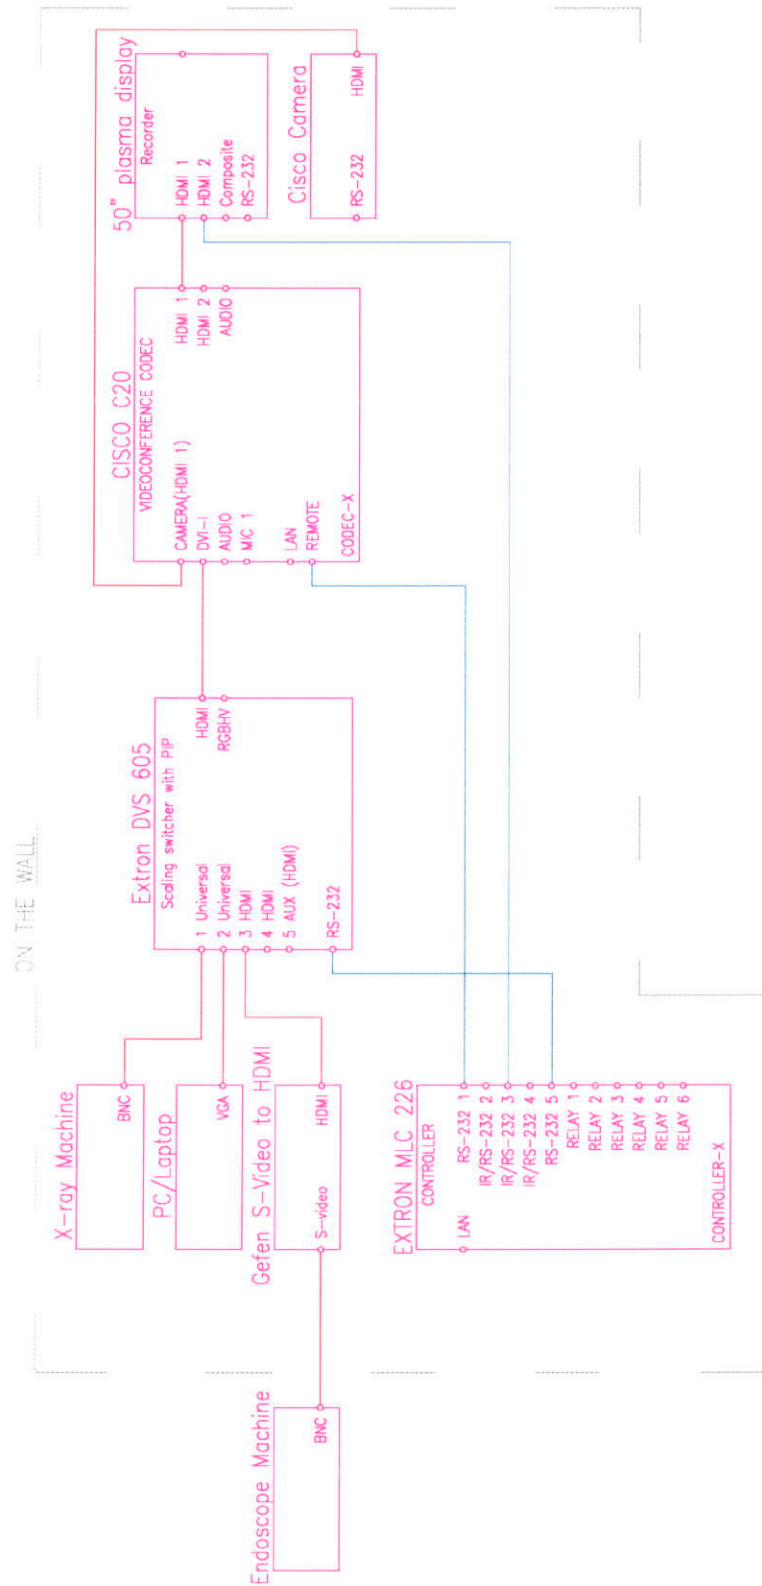 ON THE WALL
X-ray Machine
BNC
PC/Laptop
VGA
Gefen S-Video to HDMI
S-video
HDMI
Endoscope Machine
BNC
Extron DVS 605
Scaling switcher with PIP
1 Universal
2 Universal
3 HDMI
4 HDMI
5 AUX (HDMI)
RS-232
HDMI
RGBHV
CISCO C20
VIDEOCONFERENCE CODEC
CAMERA(HDMI 1)
DVI-I
AUDIO
MIC 1
LAN
REMOTE
CODEC-X
HDMI 1
HDMI 2
AUDIO
50" plasma display
Recorder
HDMI 1
HDMI 2
Composite
RS-232
Cisco Camera
RS-232
HDMI
EXTRON MLC 226
CONTROLLER
LAN
RS-232 1
IR/RS-232 2
IR/RS-232 3
IR/RS-232 4
RS-232 5
RELAY 1
RELAY 2
RELAY 3
RELAY 4
RELAY 5
RELAY 6
CONTROLLER-X